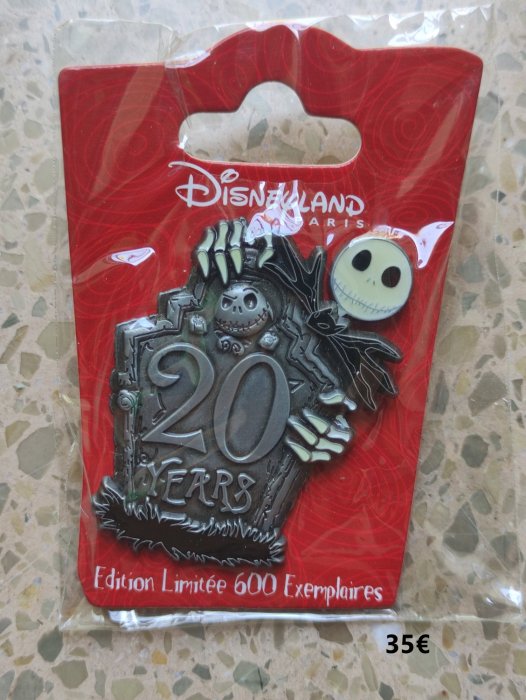 Disneyland
PARIS
20
YEARS
Edition Limitée 600 Exemplaires
35€